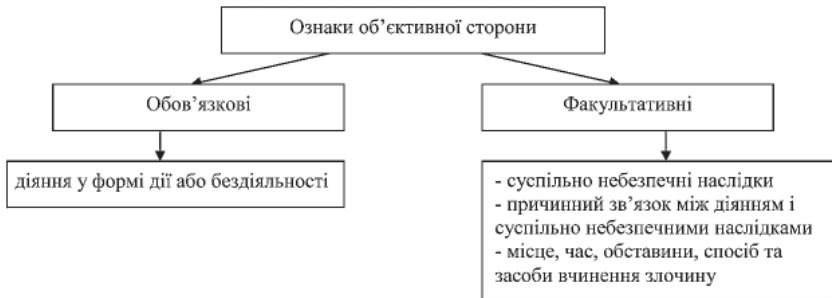 Ознаки об’єктивної сторони
Обов’язкові
Факультативні
діяння у формі дії або бездіяльності
- суспільно небезпечні наслідки
- причинний зв’язок між діянням і
суспільно небезпечними наслідками
- місце, час, обставини, спосіб та
засоби вчинення злочину